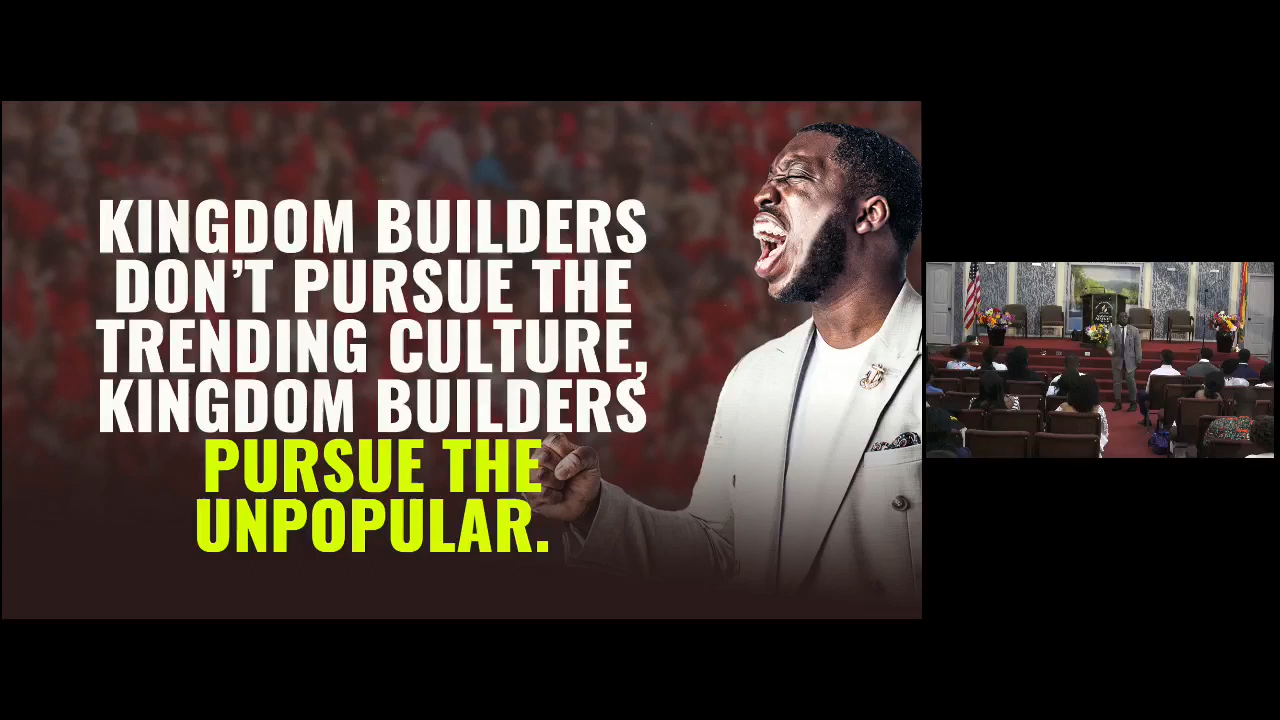 KINGDOM BUILDERS
DON’T PURSUE THE
TRENDING CULTURE,
KINGDOM BUILDERS
PURSUE THE
UNPOPULAR.